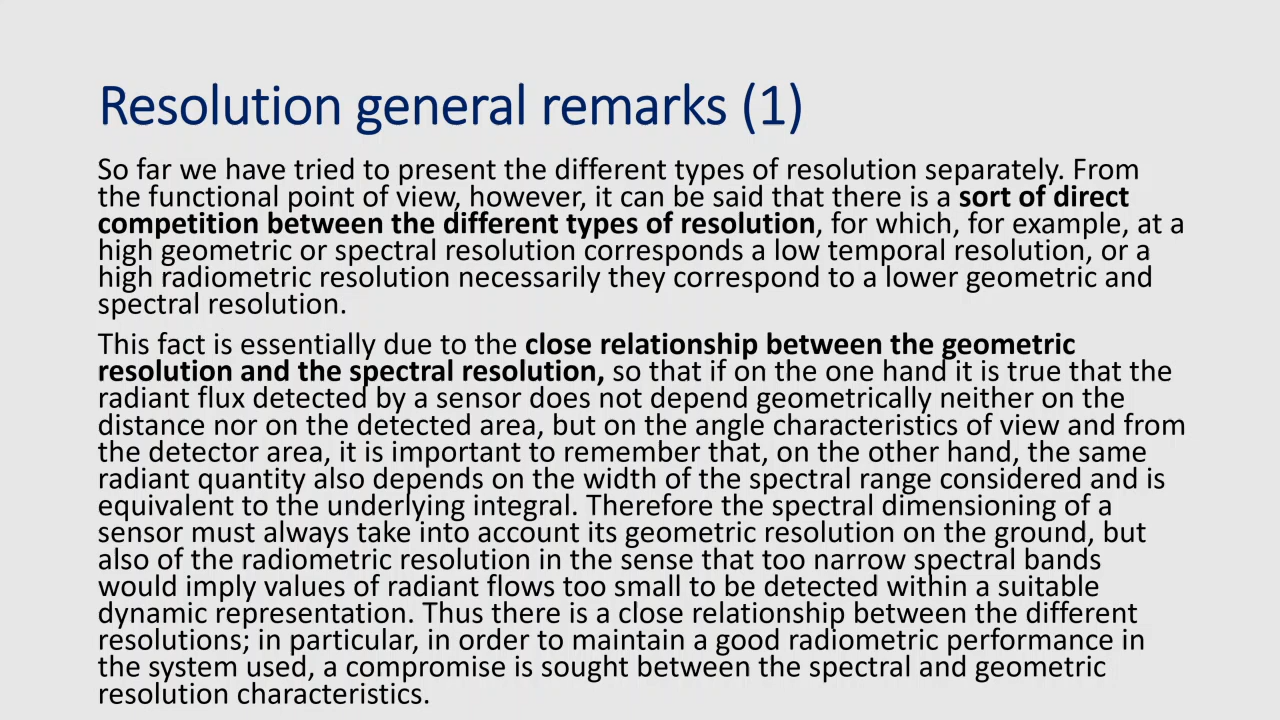 Resolution general remarks (1)
So far we have tried to present the different types of resolution separately. From
the functional point of view, however, it can be said that there is a sort of direct
competition between the different types of resolution, for which, for example, at a
high geometric or spectral resolution corresponds a low temporal resolution, or a
high radiometric resolution necessarily they correspond to a lower geometric and
spectral resolution.
This fact is essentially due to the close relationship between the geometric
resolution and the spectral resolution, so that if on the one hand it is true that the
radiant flux detected by a sensor does not depend geometrically neither on the
distance nor on the detected area, but on the angle characteristics of view and from
the detector area, it is important to remember that, on the other hand, the same
radiant quantity also depends on the width of the spectral range considered and is
equivalent to the underlying integral. Therefore the spectral dimensioning of a
sensor must always take into account its geometric resolution on the ground, but
also of the radiometric resolution in the sense that too narrow spectral bands
would imply values of radiant flows too small to be detected within a suitable
dynamic representation. Thus there is a close relationship between the different
resolutions; in particular, in order to maintain a good radiometric performance in
the system used, a compromise is sought between the spectral and geometric
resolution characteristics.